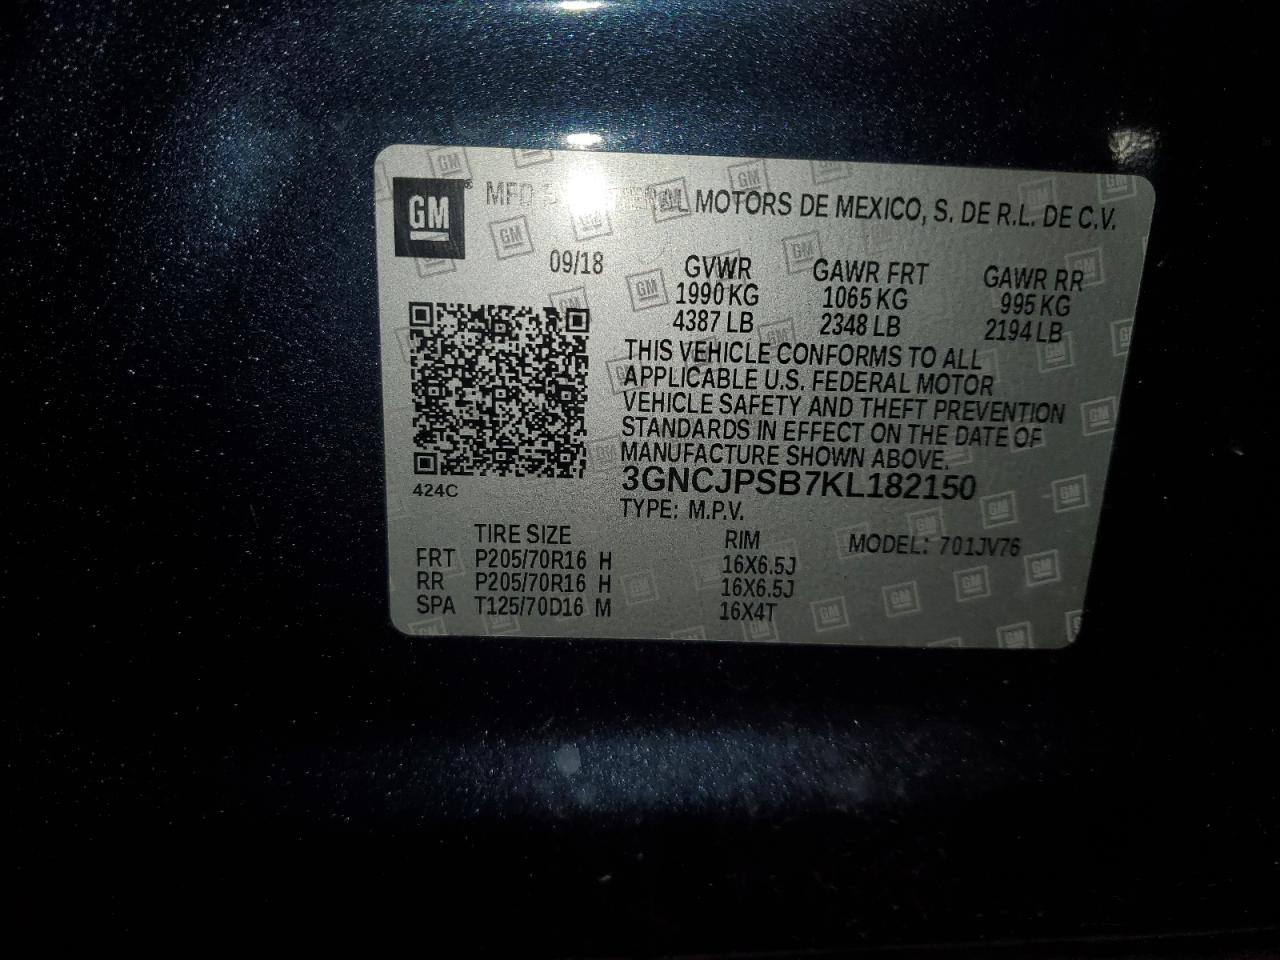 GM MFD BY GENERAL MOTORS DE MEXICO, S. DE R.L. DE C.V.
09/18
GVWR GAWR FRT GAWR RR
1990 KG 1065 KG 995 KG
4387 LB 2348 LB 2194 LB
THIS VEHICLE CONFORMS TO ALL
APPLICABLE U.S. FEDERAL MOTOR
VEHICLE SAFETY AND THEFT PREVENTION
STANDARDS IN EFFECT ON THE DATE OF
MANUFACTURE SHOWN ABOVE.
3GNCJPSB7KL182150
424C
TYPE: M.P.V.
TIRE SIZE RIM MODEL: 701JV76
FRT P205/70R16 H 16X6.5J
RR P205/70R16 H 16X6.5J
SPA T125/70D16 M 16X4T